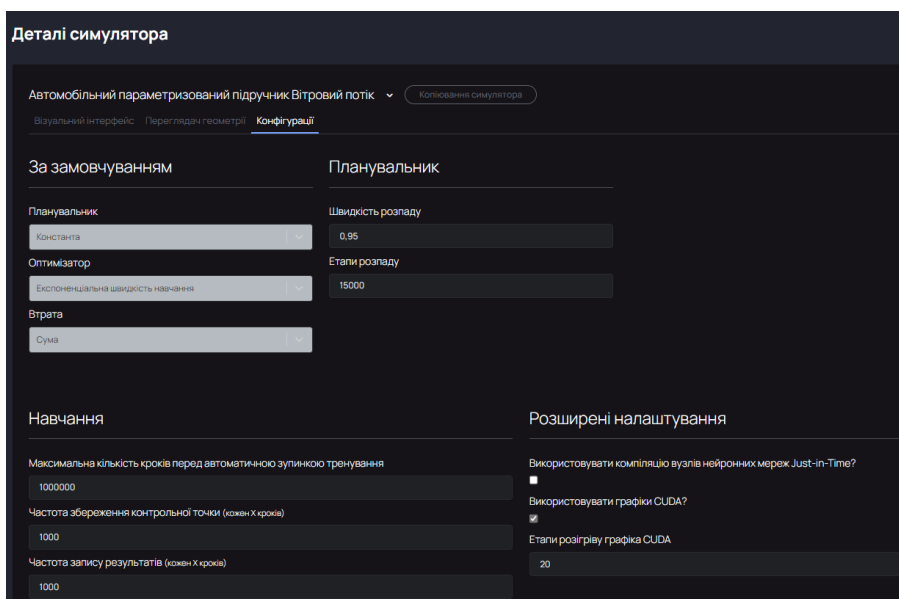 Деталі симулятора
Автомобільний параметризований підручник Вітровий потік
Копіювання симулятора
Візуальний інтерфейс Переглядач геометрії Конфігурації
За замовчуванням
Планувальник
Константа
Оптимізатор
Експоненціальна швидкість навчання
Втрата
Сума
Планувальник
Швидкість розпаду
0,95
Етапи розпаду
15000
Навчання
Максимальна кількість кроків перед автоматичною зупинкою тренування
1000000
Частота збереження контрольної точки (кожен X кроків)
1000
Частота запису результатів (кожен X кроків)
1000
Розширені налаштування
Використовувати компіляцію вузлів нейронних мереж Just-in-Time?
Використовувати графіки CUDA?
Етапи розігріву графіка CUDA
20